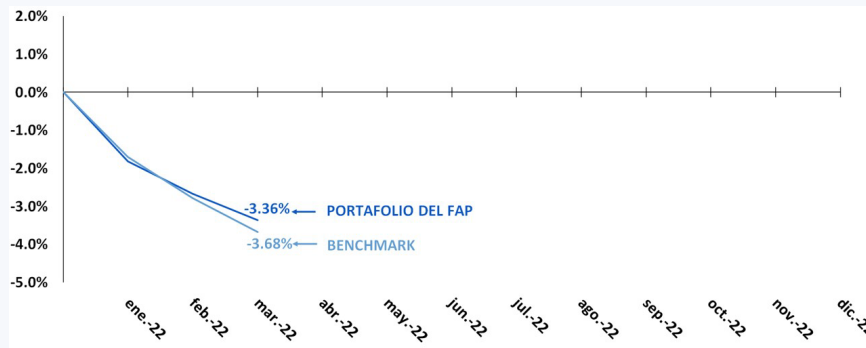 2.0%
1.0%
0.0%
-1.0%
-2.0%
-3.0%
-4.0%
-5.0%
-3.36%
PORTAFOLIO DEL FAP
-3.68%
BENCHMARK
ene.-22
feb.-22
mar.-22
abr.-22
may.-22
jun.-22
jul.-22
ago.-22
sep.-22
oct.-22
nov.-22
dic.-2